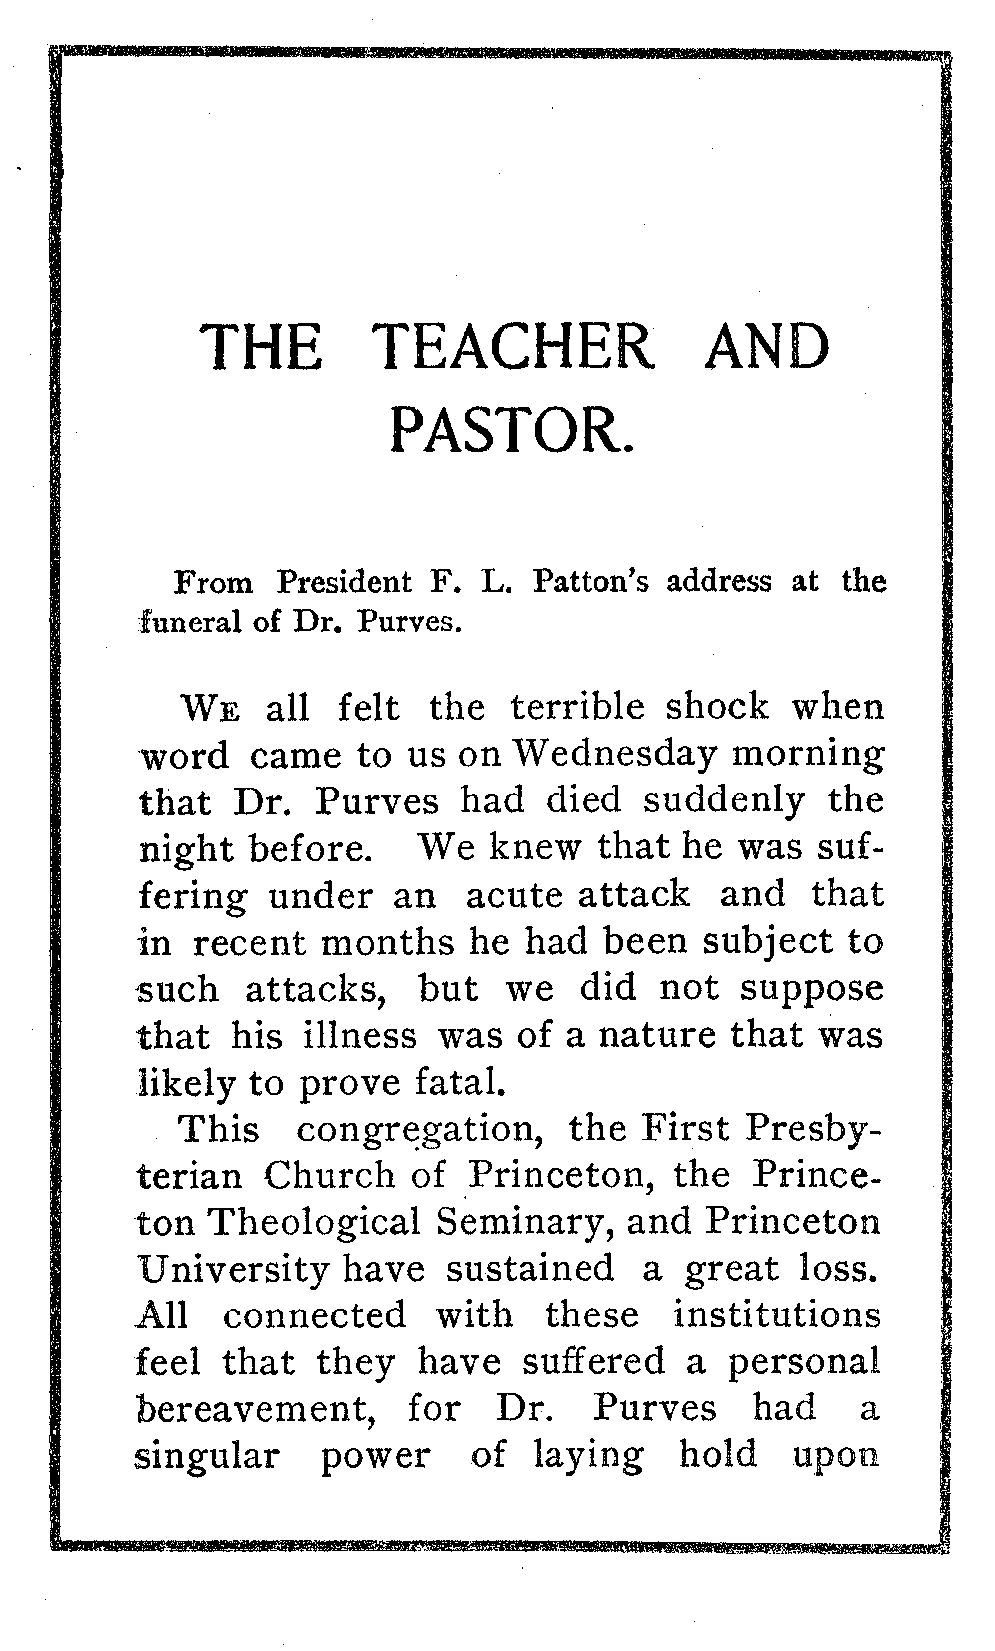 THE TEACHER AND
PASTOR.
From President F. L. Patton's address at the
funeral of Dr. Purves.
WE all felt the terrible shock when
word came to us on Wednesday morning
that Dr. Purves had died suddenly the
night before. We knew that he was suf-
fering under an acute attack and that
in recent months he had been subject to
such attacks, but we did not suppose
that his illness was of a nature that was
likely to prove fatal.
This congregation, the First Presby-
terian Church of Princeton, the Prince-
ton Theological Seminary, and Princeton
University have sustained a great loss.
All connected with these institutions
feel that they have suffered a personal
bereavement, for Dr. Purves had a
singular power of laying hold upon